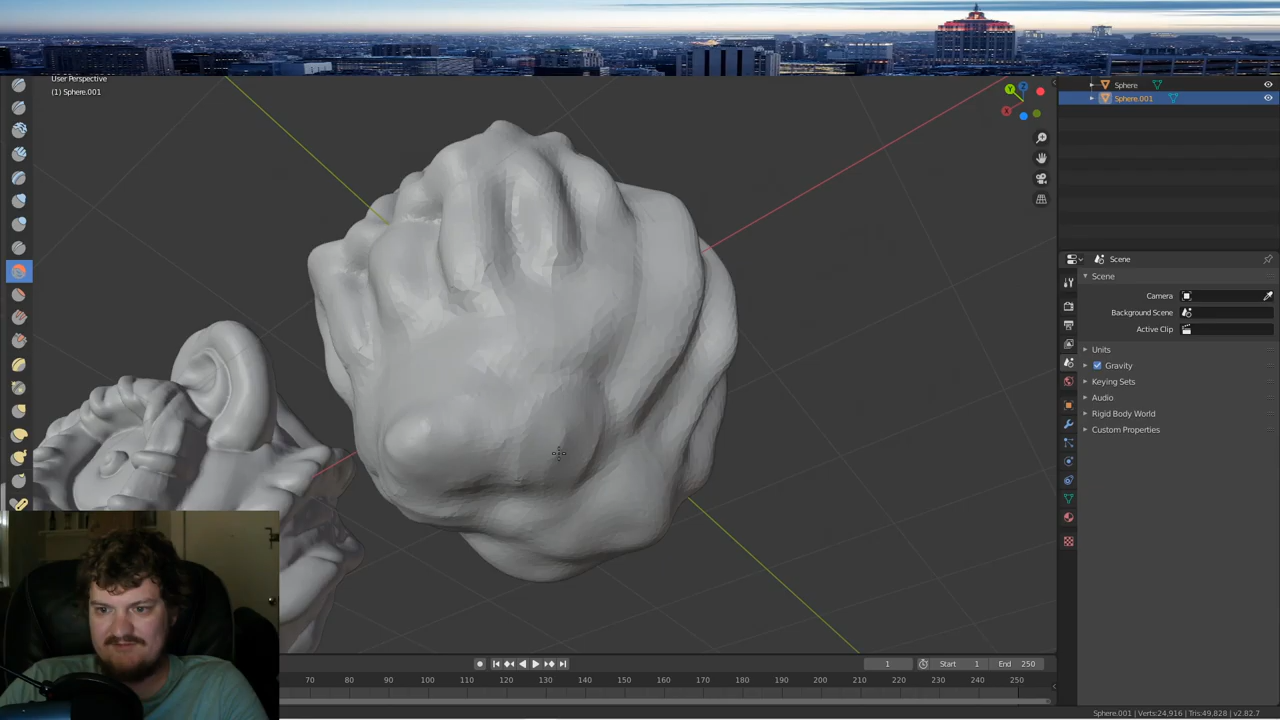 User Perspective
(1) Sphere.001
Y
Z
X
Sphere
Sphere.001
Scene
Scene
Camera
Background Scene
Active Clip
Units
Gravity
Keying Sets
Audio
Rigid Body World
Custom Properties
1
Start 1
End 250
70 80 90 100 110 120 130 140 150 160 170 180 190 200 210 220 230 240 250
Sphere.001 | Verts:24,916 | Tris:49,828 | v2.82.7